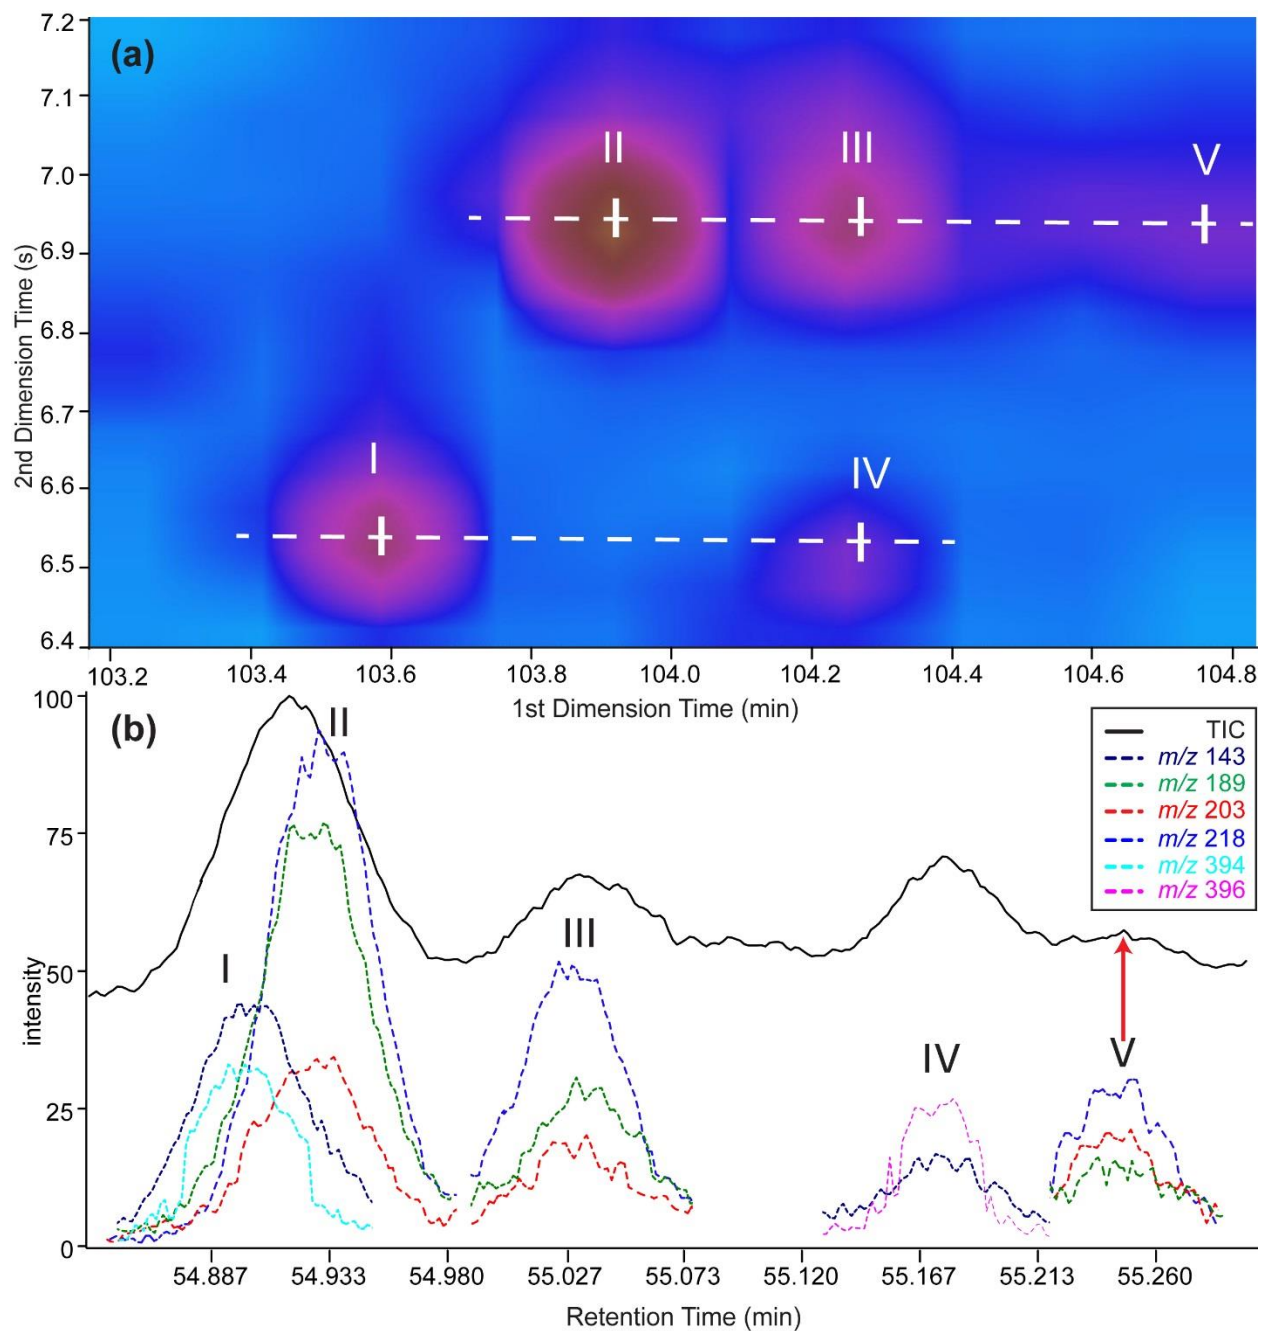 (a)
7.2
7.1
7.0
6.9
6.8
6.7
6.6
6.5
6.4
2nd Dimension Time (s)
II
III
V
I
IV
103.2
103.4
103.6
103.8
104.0
104.2
104.4
104.6
104.8
1st Dimension Time (min)
(b)
100
75
50
25
0
intensity
I
II
III
IV
V
TIC
m/z 143
m/z 189
m/z 203
m/z 218
m/z 394
m/z 396
54.887
54.933
54.980
55.027
55.073
55.120
55.167
55.213
55.260
Retention Time (min)